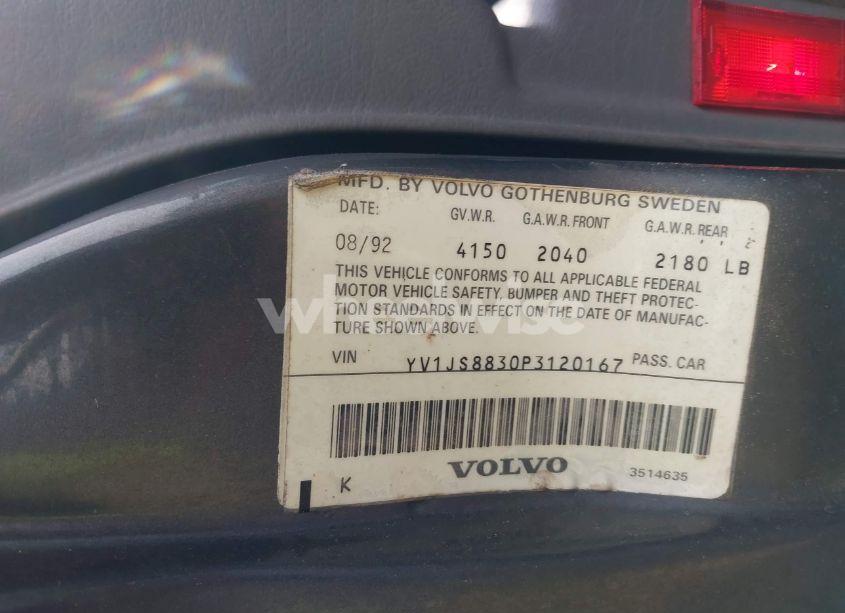 MFD. BY VOLVO GOTHENBURG SWEDEN
DATE: GV.W.R. G.A.W.R. FRONT G.A.W.R. REAR
08/92 4150 2040 2180 LB
THIS VEHICLE CONFORMS TO ALL APPLICABLE FEDERAL
MOTOR VEHICLE SAFETY, BUMPER AND THEFT PROTEC-
TION STANDARDS IN EFFECT ON THE DATE OF MANUFAC-
TURE SHOWN ABOVE.
VIN YV1JS8830P3120167 PASS. CAR
VOLVO
K 3514635